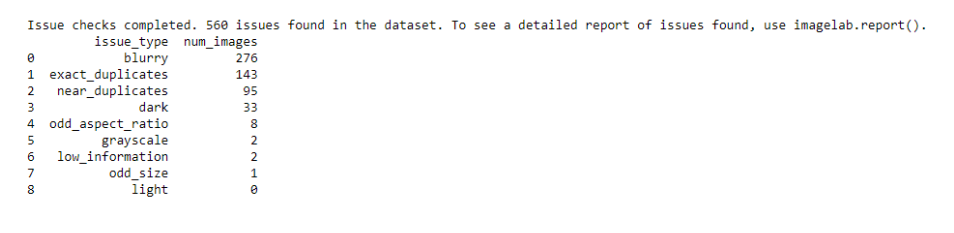 Issue checks completed. 560 issues found in the dataset. To see a detailed report of issues found, use imagelab.report().
issue_type num_images
0 blurry 276
1 exact_duplicates 143
2 near_duplicates 95
3 dark 33
4 odd_aspect_ratio 8
5 grayscale 2
6 low_information 2
7 odd_size 1
8 light 0